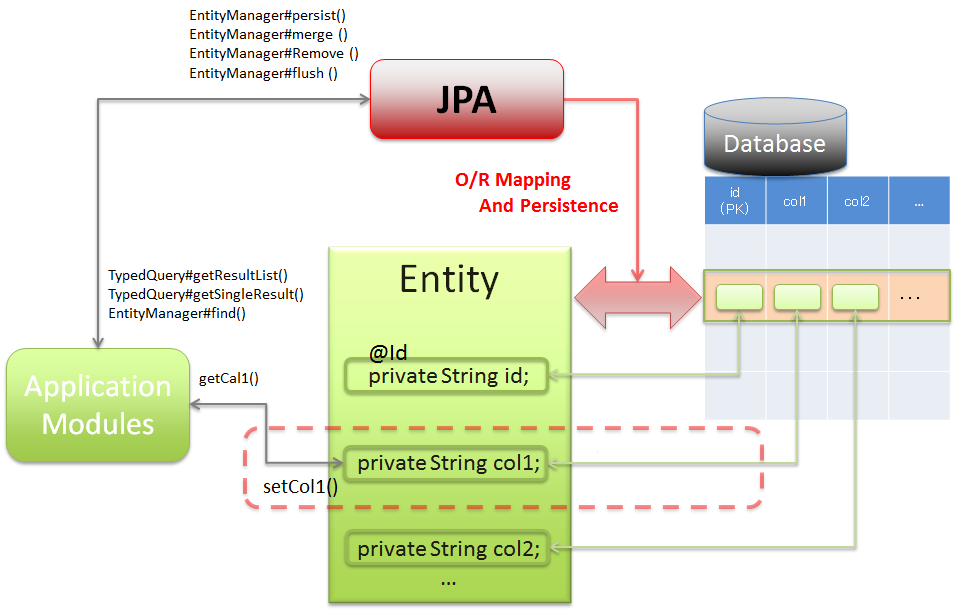 EntityManager#persist()
EntityManager#merge ()
EntityManager#Remove ()
EntityManager#flush ()
JPA
Database
O/R Mapping
And Persistence
id
(PK)
col1
col2
...
Entity
TypedQuery#getResultList()
TypedQuery#getSingleResult()
EntityManager#find()
...
@Id
private String id;
Application
Modules
getCal1()
private String col1;
setCol1()
private String col2;
...